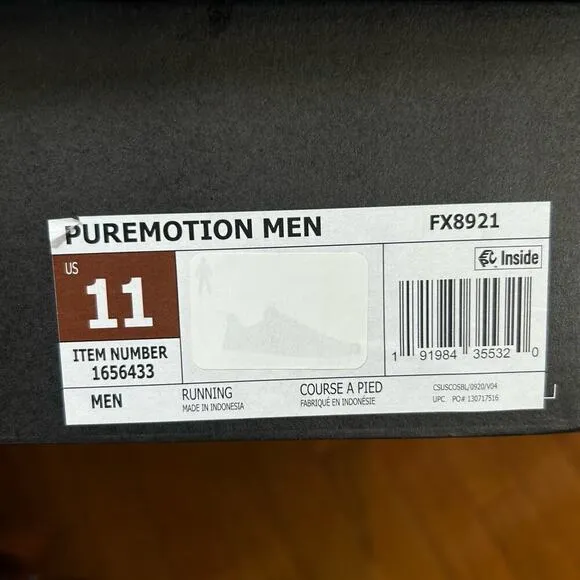 PUREMOTION MEN FX8921
US
11
Inside
ITEM NUMBER
1656433
1 91984 35532 0
MEN
RUNNING COURSE A PIED
MADE IN INDONESIA FABRIQUÉ EN INDONÉSIE
CSUSCOSBL/0920/V04
UPC PO# 130717516